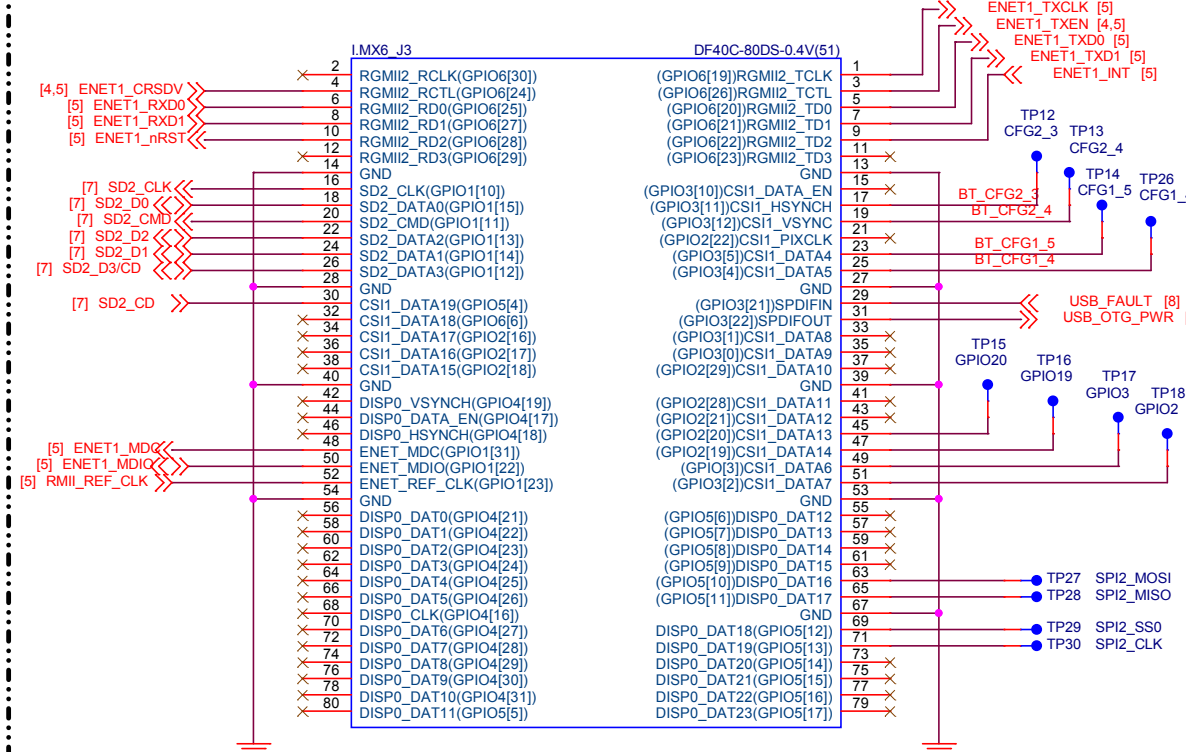 ENET1_TXCLK [5]
ENET1_TXEN [4,5]
ENET1_TXD0 [5]
ENET1_TXD1 [5]
ENET1_INT [5]
I.MX6_J3 DF40C-80DS-0.4V(51)
[4,5] ENET1_CRSDV
[5] ENET1_RXD0
[5] ENET1_RXD1
[5] ENET1_nRST
[7] SD2_CLK
[7] SD2_D0
[7] SD2_CMD
[7] SD2_D2
[7] SD2_D1
[7] SD2_D3/CD
[7] SD2_CD
[5] ENET1_MDC
[5] ENET1_MDIO
[5] RMII_REF_CLK
2 RGMII2_RCLK(GPIO6[30])
4 RGMII2_RCTL(GPIO6[24])
6 RGMII2_RD0(GPIO6[25])
8 RGMII2_RD1(GPIO6[27])
10 RGMII2_RD2(GPIO6[28])
12 RGMII2_RD3(GPIO6[29])
14 GND
16 SD2_CLK(GPIO1[10])
18 SD2_DATA0(GPIO1[15])
20 SD2_CMD(GPIO1[11])
22 SD2_DATA2(GPIO1[13])
24 SD2_DATA1(GPIO1[14])
26 SD2_DATA3(GPIO1[12])
28 GND
30 CSI1_DATA19(GPIO5[4])
32 CSI1_DATA18(GPIO6[6])
34 CSI1_DATA17(GPIO2[16])
36 CSI1_DATA16(GPIO2[17])
38 CSI1_DATA15(GPIO2[18])
40 GND
42 DISP0_VSYNCH(GPIO4[19])
44 DISP0_DATA_EN(GPIO4[17])
46 DISP0_HSYNCH(GPIO4[18])
48 ENET_MDC(GPIO1[31])
50 ENET_MDIO(GPIO1[22])
52 ENET_REF_CLK(GPIO1[23])
54 GND
56 DISP0_DAT0(GPIO4[21])
58 DISP0_DAT1(GPIO4[22])
60 DISP0_DAT2(GPIO4[23])
62 DISP0_DAT3(GPIO4[24])
64 DISP0_DAT4(GPIO4[25])
66 DISP0_DAT5(GPIO4[26])
68 DISP0_CLK(GPIO4[16])
70 DISP0_DAT6(GPIO4[27])
72 DISP0_DAT7(GPIO4[28])
74 DISP0_DAT8(GPIO4[29])
76 DISP0_DAT9(GPIO4[30])
78 DISP0_DAT10(GPIO4[31])
80 DISP0_DAT11(GPIO5[5])
(GPIO6[19])RGMII2_TCLK 1
(GPIO6[26])RGMII2_TCTL 3
(GPIO6[20])RGMII2_TD0 5
(GPIO6[21])RGMII2_TD1 7
(GPIO6[22])RGMII2_TD2 9
(GPIO6[23])RGMII2_TD3 11
GND 13
(GPIO3[10])CSI1_DATA_EN 15
(GPIO3[11])CSI1_HSYNCH 17
(GPIO3[12])CSI1_VSYNC 19
(GPIO2[22])CSI1_PIXCLK 21
(GPIO3[5])CSI1_DATA4 23
(GPIO3[4])CSI1_DATA5 25
GND 27
(GPIO3[21])SPDIFIN 29
(GPIO3[22])SPDIFOUT 31
(GPIO3[1])CSI1_DATA8 33
(GPIO3[0])CSI1_DATA9 35
(GPIO2[29])CSI1_DATA10 37
GND 39
(GPIO2[28])CSI1_DATA11 41
(GPIO2[21])CSI1_DATA12 43
(GPIO2[20])CSI1_DATA13 45
(GPIO2[19])CSI1_DATA14 47
(GPIO[3])CSI1_DATA6 49
(GPIO3[2])CSI1_DATA7 51
GND 53
(GPIO5[6])DISP0_DAT12 55
(GPIO5[7])DISP0_DAT13 57
(GPIO5[8])DISP0_DAT14 59
(GPIO5[9])DISP0_DAT15 61
(GPIO5[10])DISP0_DAT16 63
(GPIO5[11])DISP0_DAT17 65
GND 67
DISP0_DAT18(GPIO5[12]) 69
DISP0_DAT19(GPIO5[13]) 71
DISP0_DAT20(GPIO5[14]) 73
DISP0_DAT21(GPIO5[15]) 75
DISP0_DAT22(GPIO5[16]) 77
DISP0_DAT23(GPIO5[17]) 79
TP12
CFG2_3
TP13
CFG2_4
TP14
CFG1_5
TP26
BT_CFG2_3
BT_CFG2_4
BT_CFG1_5
BT_CFG1_4
USB_FAULT [8]
USB_OTG_PWR
TP15
GPIO20
TP16
GPIO19
TP17
GPIO3
TP18
GPIO2
TP27 SPI2_MOSI
TP28 SPI2_MISO
TP29 SPI2_SS0
TP30 SPI2_CLK